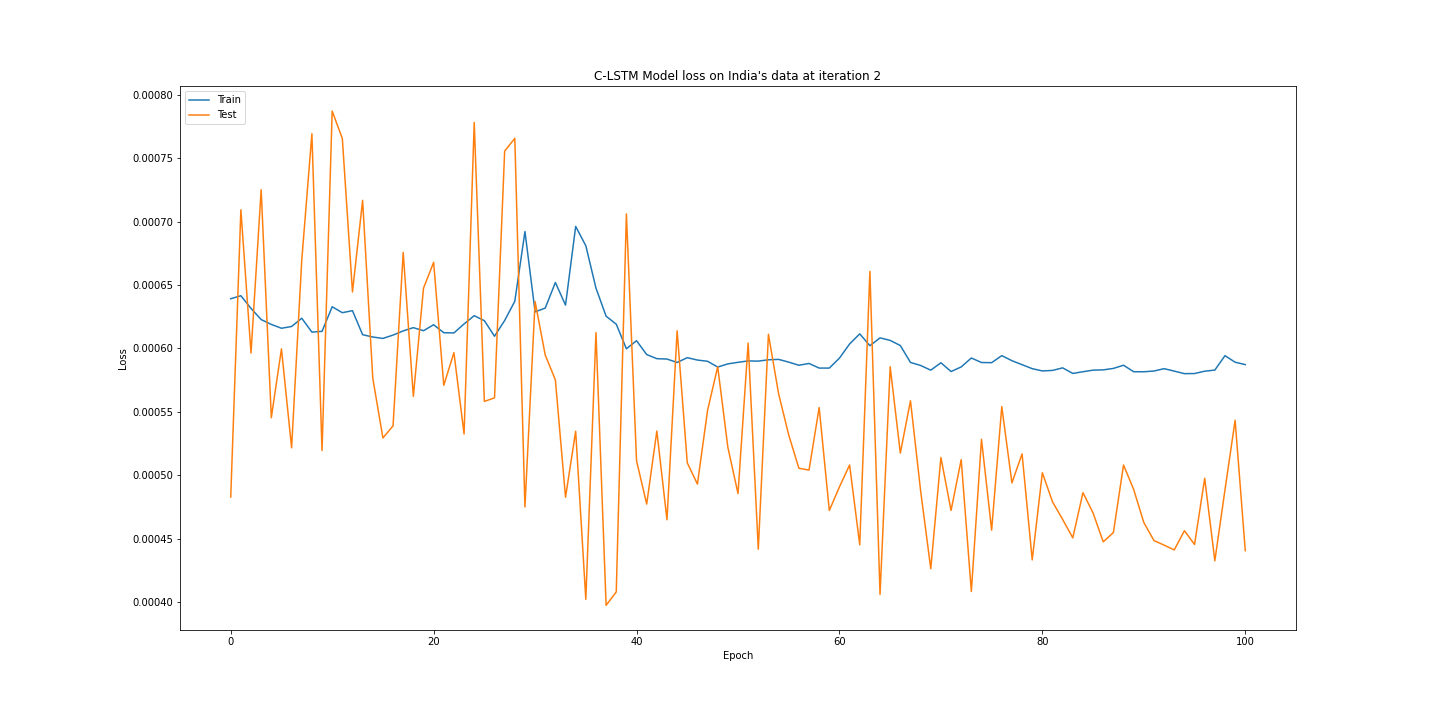 C-LSTM Model loss on India's data at iteration 2
Train
Test
0.00080
0.00075
0.00070
0.00065
0.00060
0.00055
0.00050
0.00045
0.00040
Loss
0 20 40 60 80 100
Epoch